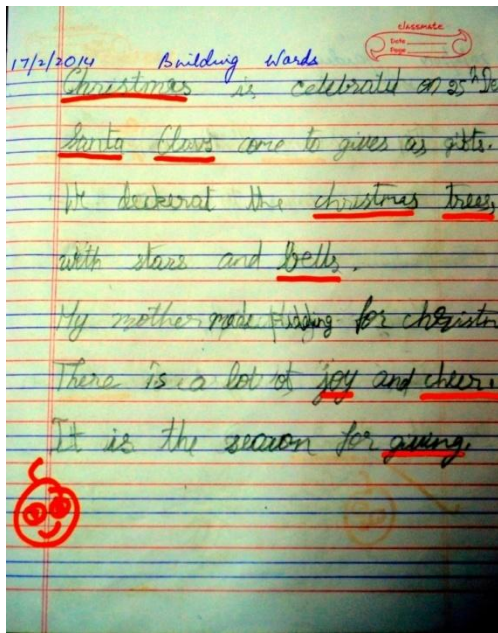 classmate
Date
Page
17/2/2014 Building Words
Christmas is celebrated on 25th De
Santa Claus come to gives as gifts.
We deckerat the christmas trees,
with stars and bells.
My mother made Pudding for christm
There is a lot of joy and cheer.
It is the season for giving.